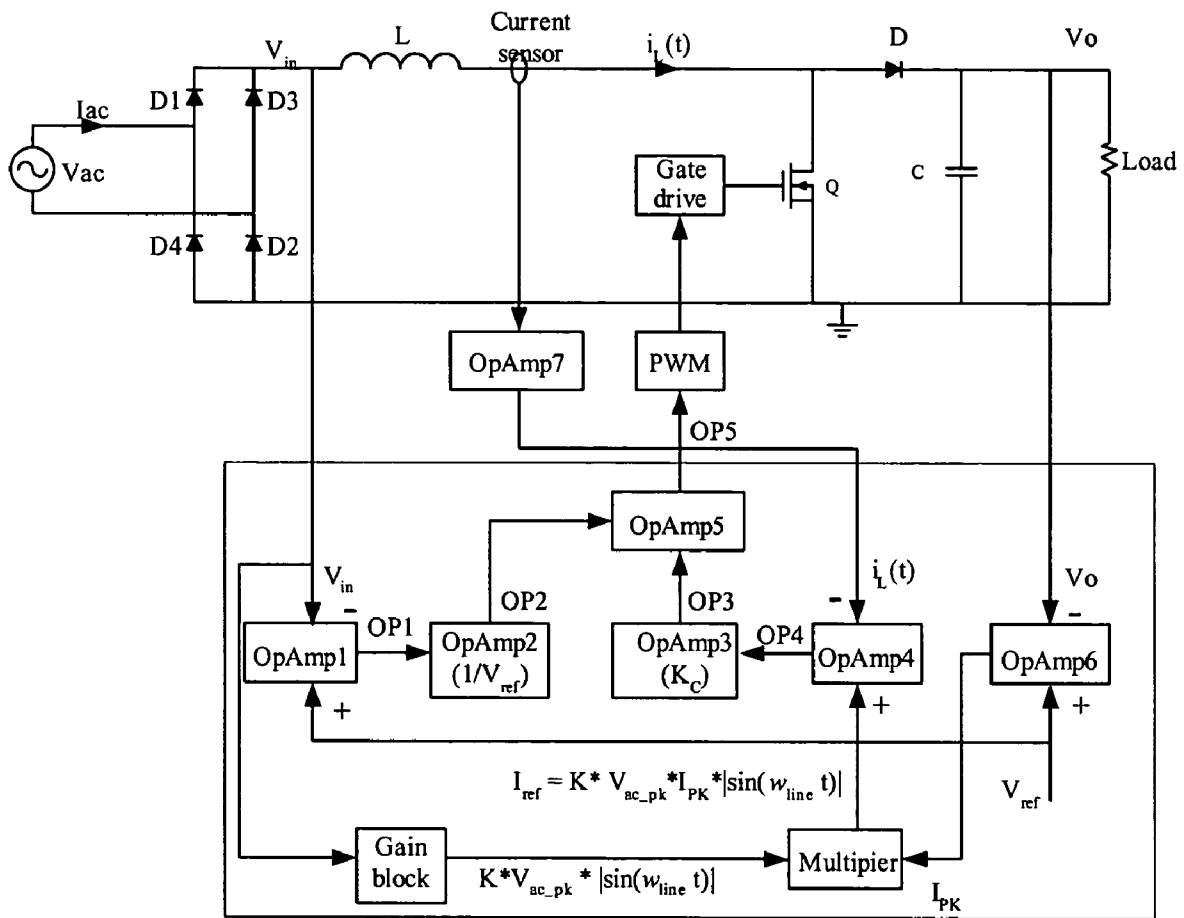 Current
sensor
L
V_in
i_L(t)
D
Vo
D1
D3
Iac
Vac
Gate
drive
Q
C
Load
D4
D2
OpAmp7
PWM
OP5
OpAmp5
V_in
i_L(t)
Vo
OP2
OP3
-
-
-
OpAmp1
OP1
OpAmp2
(1/V_ref)
OpAmp3
(K_C)
OP4
OpAmp4
OpAmp6
+
+
+
I_ref = K* V_ac_pk*I_PK*|sin(w_line t)|
V_ref
Gain
block
K*V_ac_pk * |sin(w_line t)|
Multipier
I_PK